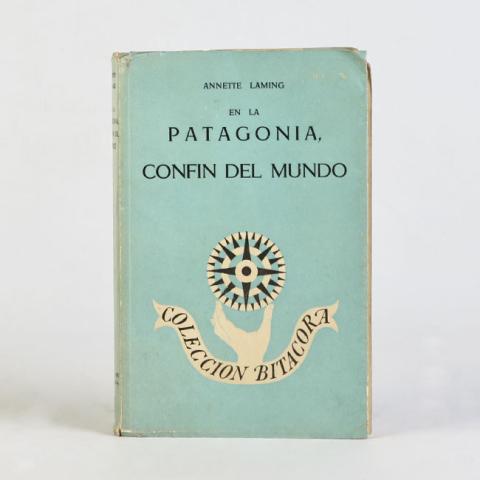 ANNETTE LAMING
EN LA
PATAGONIA,
CONFIN DEL MUNDO
COLECCION BITACORA